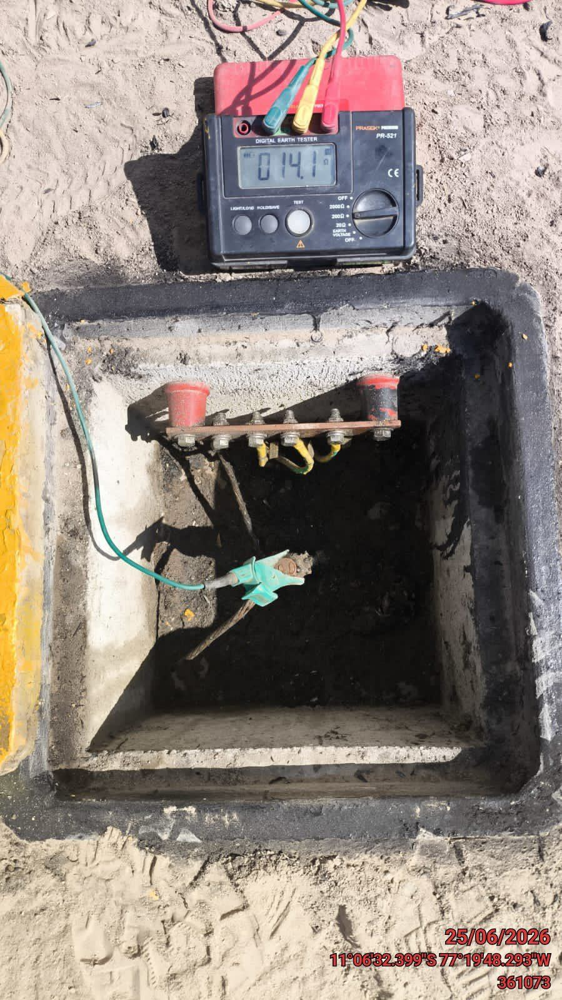 PRASEK® PREMIUM
PR-521
DIGITAL EARTH TESTER
014.1
Ω
CE
LIGHT/LOAD HOLD/SAVE TEST
OFF
2000Ω
200Ω
20Ω
EARTH
VOLTAGE
OFF
25/06/2026
11°06'32.399"S 77°19'48.293"W
361073